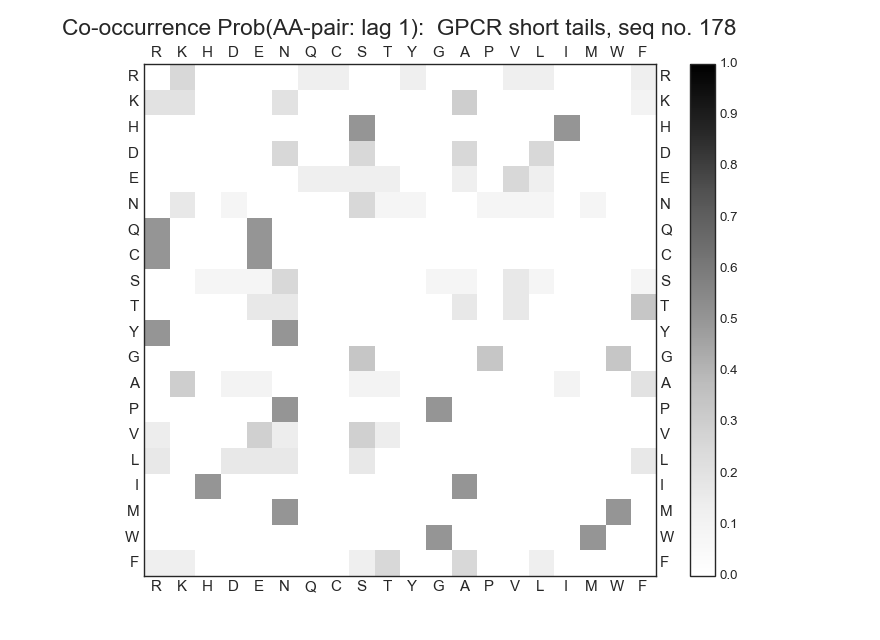 Co-occurrence Prob(AA-pair: lag 1):  GPCR short tails, seq no. 178
R K H D E N Q C S T Y G A P V L I M W F
R R 1.0
K K 0.9
H H
D D 0.8
E E
N N 0.7
Q Q
C C 0.6
S S
T T 0.5
Y Y
G G 0.4
A A
P P 0.3
V V
L L 0.2
I I
M M 0.1
W W
F F 0.0
R K H D E N Q C S T Y G A P V L I M W F